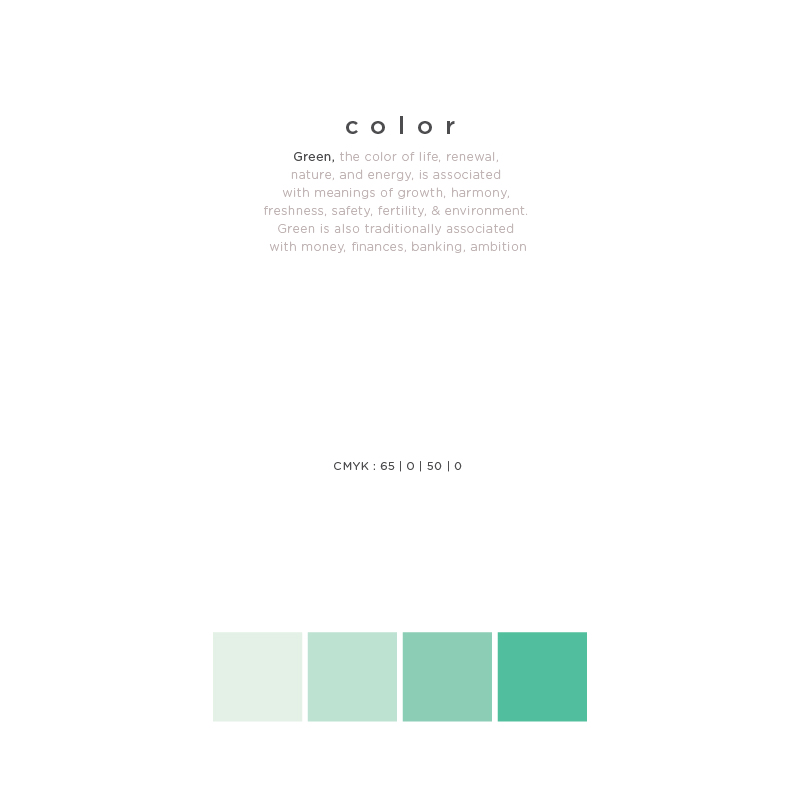 color
Green, the color of life, renewal,
nature, and energy, is associated
with meanings of growth, harmony,
freshness, safety, fertility, & environment.
Green is also traditionally associated
with money, finances, banking, ambition
CMYK : 65 | 0 | 50 | 0